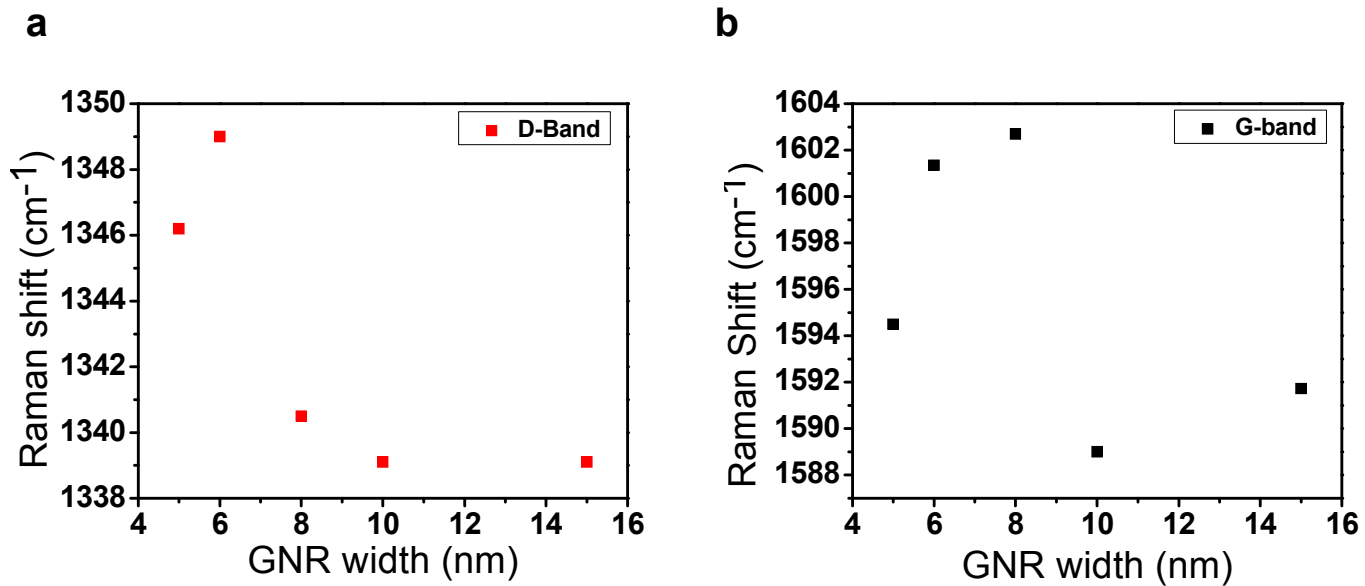 a
b
1350
1348
1346
1344
1342
1340
1338
Raman shift (cm-1)
D-Band
4 6 8 10 12 14 16
GNR width (nm)
1604
1602
1600
1598
1596
1594
1592
1590
1588
Raman Shift (cm-1)
G-band
4 6 8 10 12 14 16
GNR width (nm)